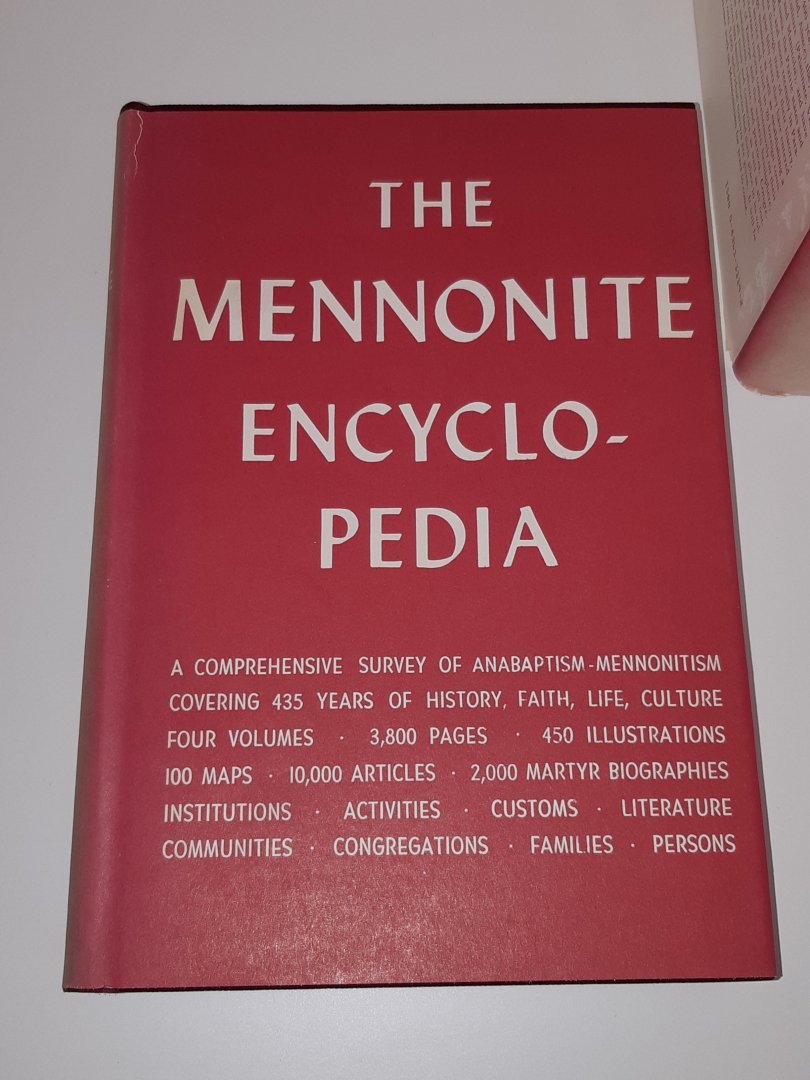 THE
MENNONITE
ENCYCLO-
PEDIA
A COMPREHENSIVE SURVEY OF ANABAPTISM-MENNONITISM
COVERING 435 YEARS OF HISTORY, FAITH, LIFE, CULTURE
FOUR VOLUMES · 3,800 PAGES · 450 ILLUSTRATIONS
100 MAPS · 10,000 ARTICLES · 2,000 MARTYR BIOGRAPHIES
INSTITUTIONS · ACTIVITIES · CUSTOMS · LITERATURE
COMMUNITIES · CONGREGATIONS · FAMILIES · PERSONS